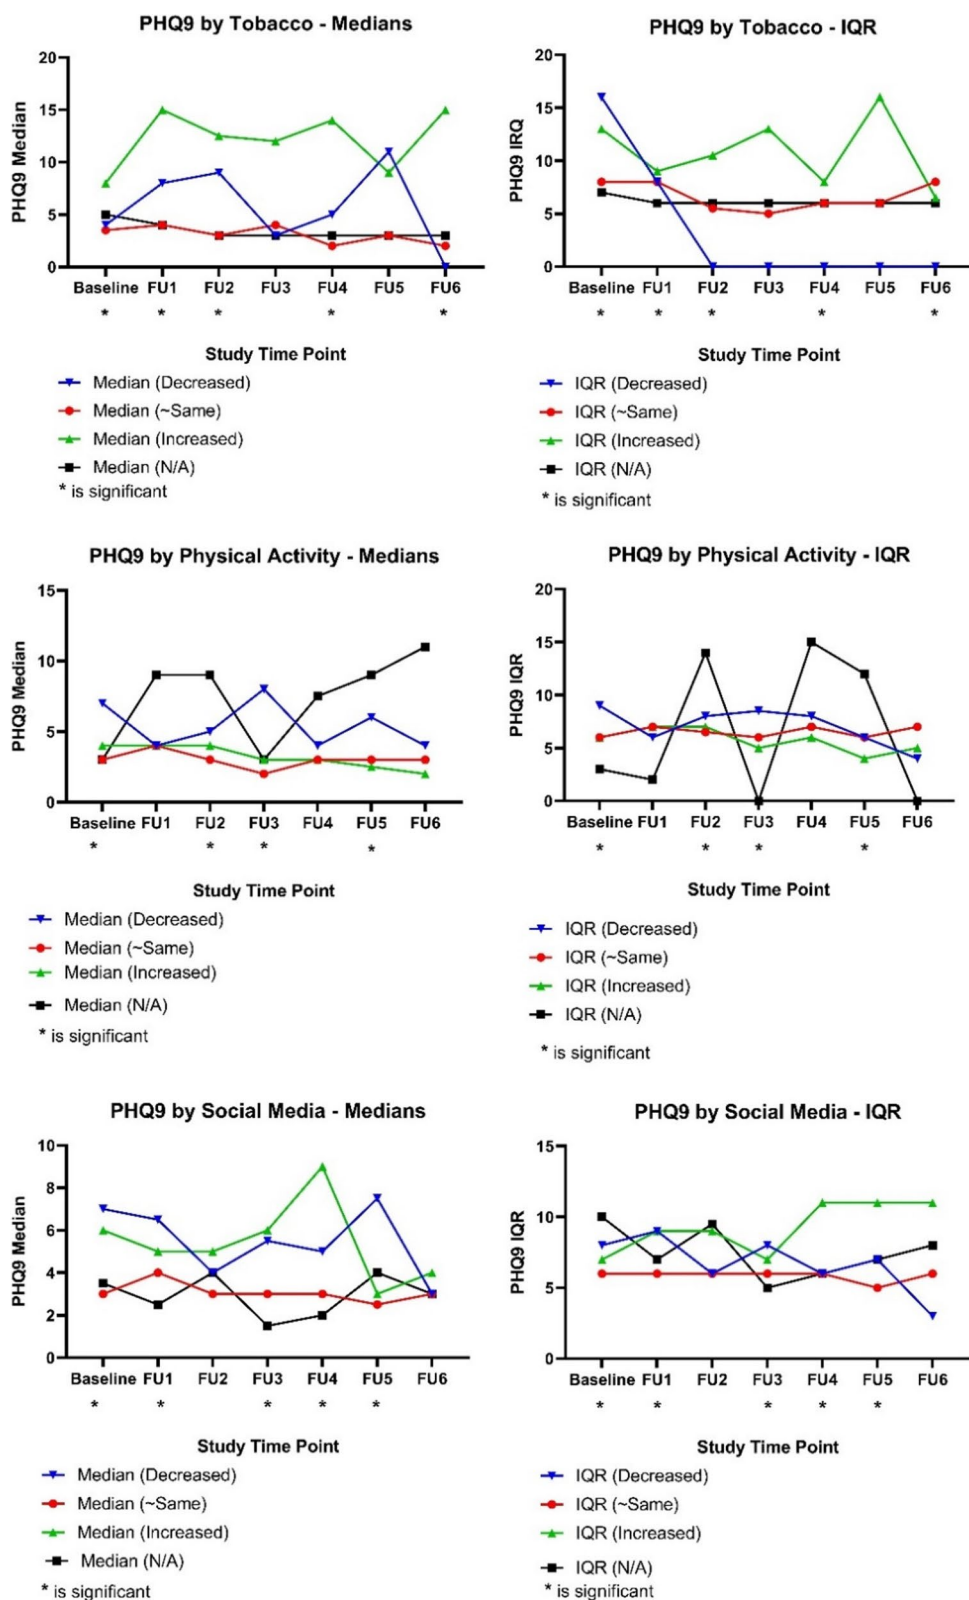 PHQ9 by Tobacco - Medians
PHQ9 Median
20
15
10
5
0
Baseline FU1 FU2 FU3 FU4 FU5 FU6
* * * * *
Study Time Point
Median (Decreased)
Median (~Same)
Median (Increased)
Median (N/A)
* is significant
PHQ9 by Tobacco - IQR
PHQ9 IRQ
20
15
10
5
0
Baseline FU1 FU2 FU3 FU4 FU5 FU6
* * * * *
Study Time Point
IQR (Decreased)
IQR (~Same)
IQR (Increased)
IQR (N/A)
* is significant
PHQ9 by Physical Activity - Medians
PHQ9 Median
15
10
5
0
Baseline FU1 FU2 FU3 FU4 FU5 FU6
* * * *
Study Time Point
Median (Decreased)
Median (~Same)
Median (Increased)
Median (N/A)
* is significant
PHQ9 by Physical Activity - IQR
PHQ9 IQR
20
15
10
5
0
Baseline FU1 FU2 FU3 FU4 FU5 FU6
* * * *
Study Time Point
IQR (Decreased)
IQR (~Same)
IQR (Increased)
IQR (N/A)
* is significant
PHQ9 by Social Media - Medians
PHQ9 Median
10
8
6
4
2
0
Baseline FU1 FU2 FU3 FU4 FU5 FU6
* * * * *
Study Time Point
Median (Decreased)
Median (~Same)
Median (Increased)
Median (N/A)
* is significant
PHQ9 by Social Media - IQR
PHQ9 IQR
15
10
5
0
Baseline FU1 FU2 FU3 FU4 FU5 FU6
* * * * *
Study Time Point
IQR (Decreased)
IQR (~Same)
IQR (Increased)
IQR (N/A)
* is significant